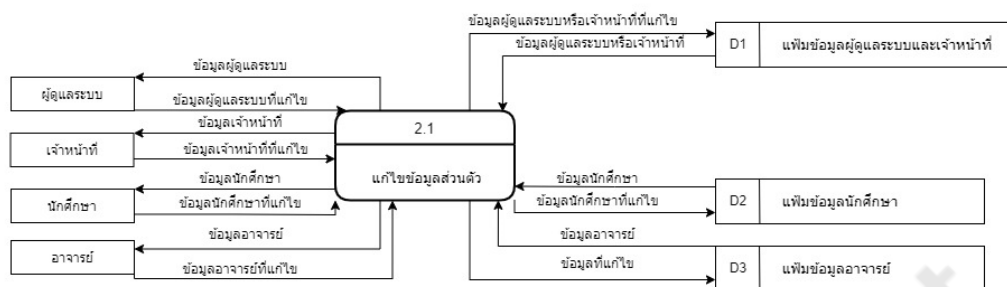 ข้อมูลผู้ดูแลระบบหรือเจ้าหน้าที่ที่แก้ไข
ข้อมูลผู้ดูแลระบบหรือเจ้าหน้าที่
D1 แฟ้มข้อมูลผู้ดูแลระบบและเจ้าหน้าที่
ข้อมูลผู้ดูแลระบบ
ผู้ดูแลระบบ
ข้อมูลผู้ดูแลระบบที่แก้ไข
ข้อมูลเจ้าหน้าที่
เจ้าหน้าที่
ข้อมูลเจ้าหน้าที่ที่แก้ไข
2.1
แก้ไขข้อมูลส่วนตัว
ข้อมูลนักศึกษา
นักศึกษา
ข้อมูลนักศึกษาที่แก้ไข
ข้อมูลนักศึกษา
ข้อมูลนักศึกษาที่แก้ไข
D2 แฟ้มข้อมูลนักศึกษา
ข้อมูลอาจารย์
อาจารย์
ข้อมูลอาจารย์ที่แก้ไข
ข้อมูลอาจารย์
ข้อมูลที่แก้ไข
D3 แฟ้มข้อมูลอาจารย์